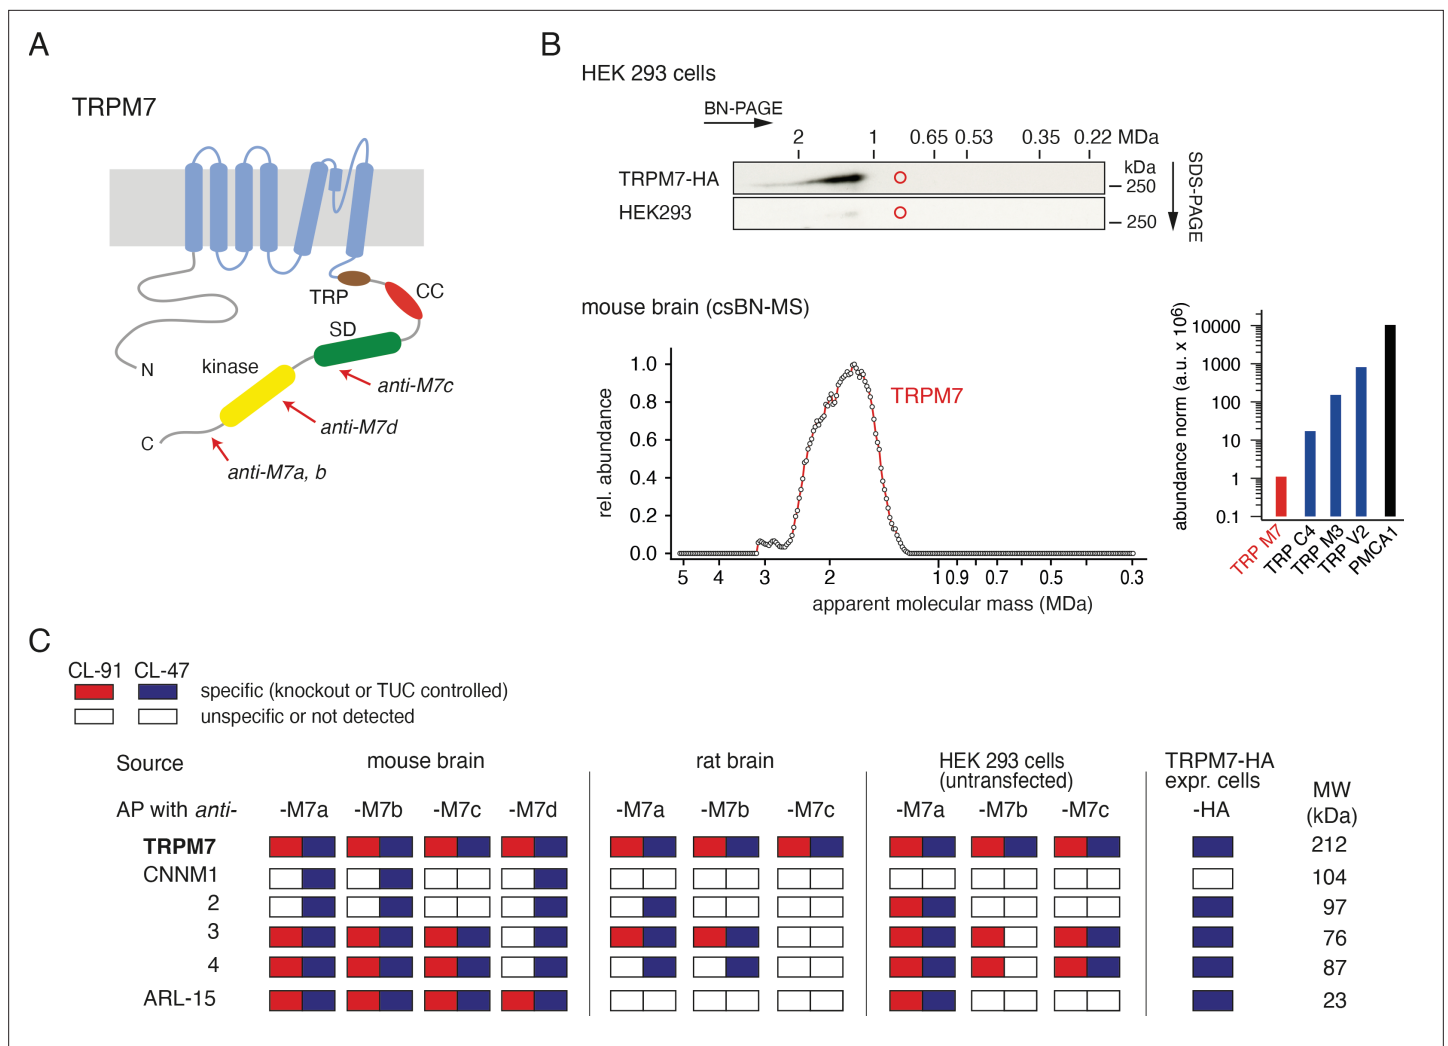 A
TRPM7
TRP
CC
SD
kinase
N
anti-M7c
anti-M7d
C
anti-M7a, b
B
HEK 293 cells
BN-PAGE
2 1 0.65 0.53 0.35 0.22 MDa
kDa
TRPM7-HA
250
HEK293
250
SDS-PAGE
mouse brain (csBN-MS)
rel. abundance
1.0
0.8
0.6
0.4
0.2
0.0
TRPM7
5 4 3 2 1 0.9 0.7 0.5 0.3
apparent molecular mass (MDa)
abundance norm (a.u. x 10⁶)
10000
1000
100
10
1
0.1
TRP M7
TRP C4
TRP M3
TRP V2
PMCA1
C
CL-91 CL-47
specific (knockout or TUC controlled)
unspecific or not detected
Source mouse brain rat brain HEK 293 cells (untransfected) TRPM7-HA expr. cells MW (kDa)
AP with anti- -M7a -M7b -M7c -M7d -M7a -M7b -M7c -M7a -M7b -M7c -HA
TRPM7 212
CNNM1 104
2 97
3 76
4 87
ARL-15 23